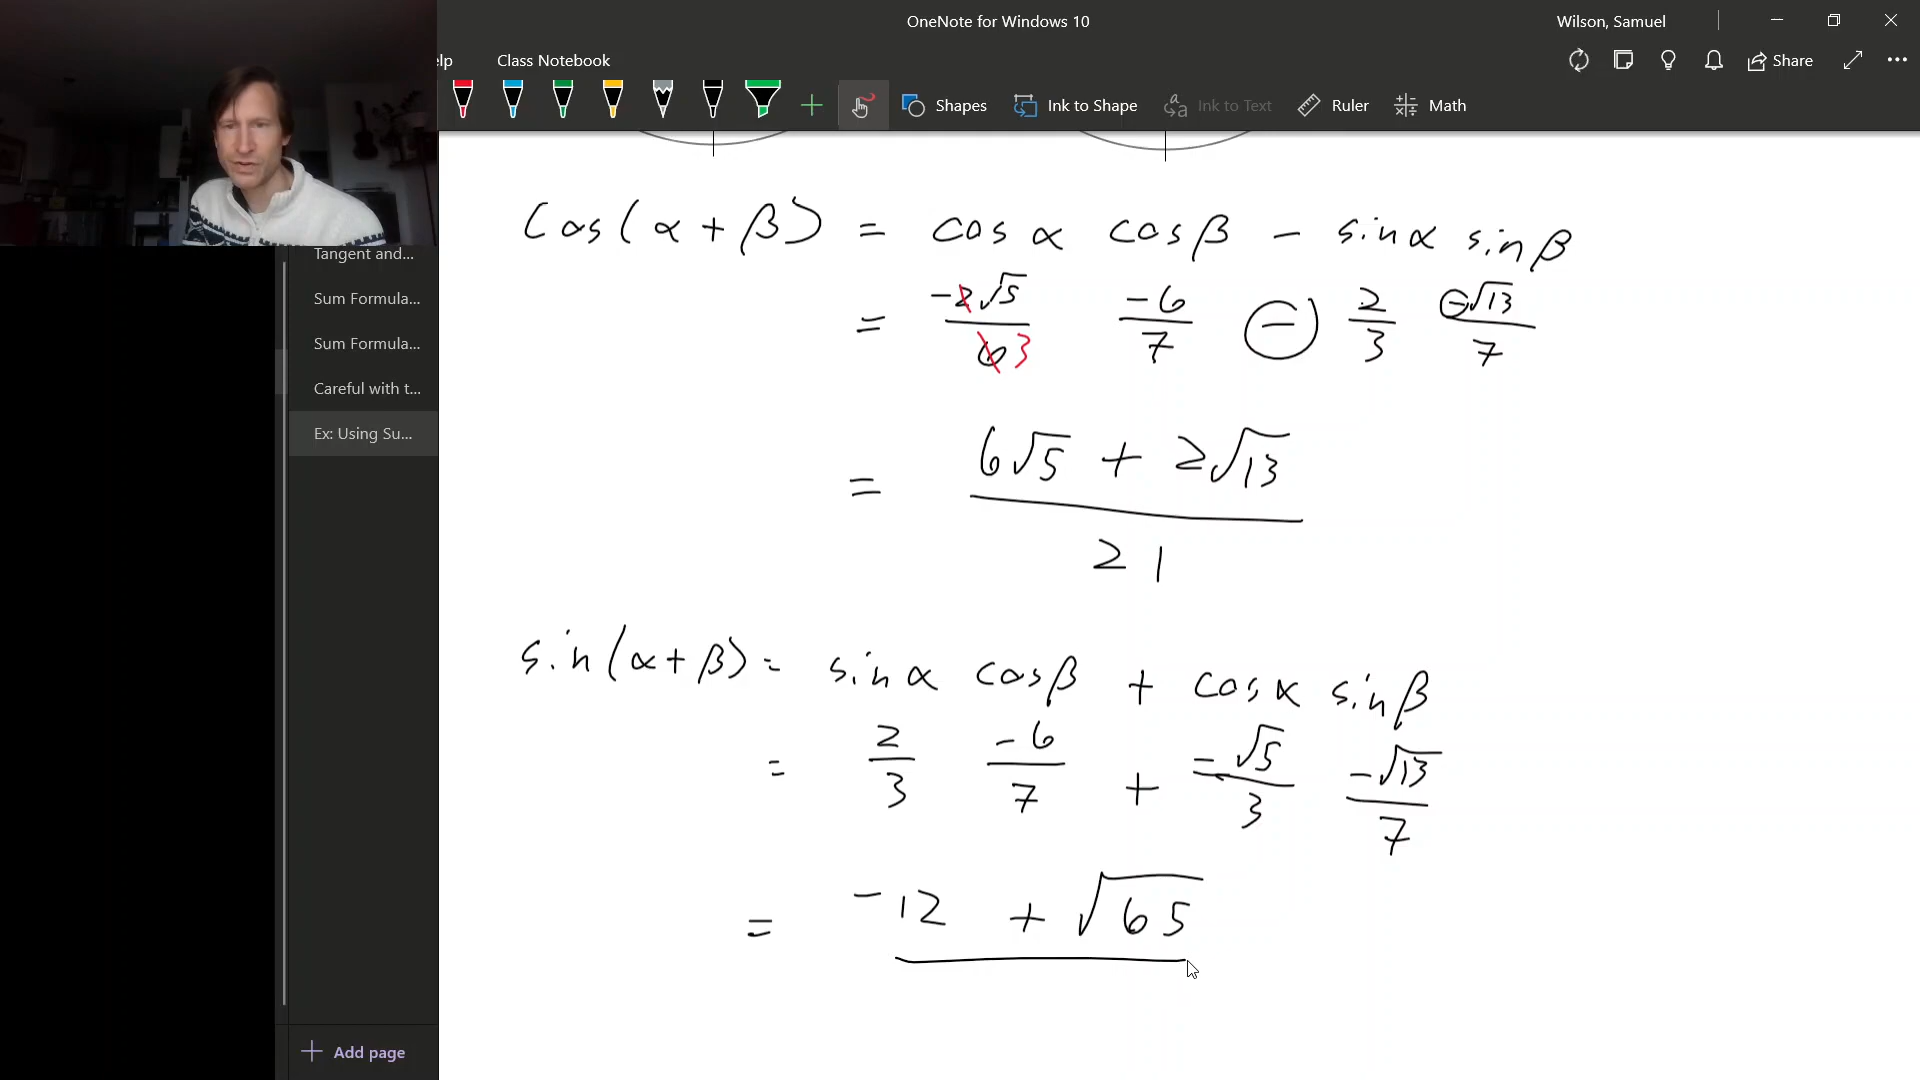 OneNote for Windows 10
Wilson, Samuel
lp
Class Notebook
Share
Shapes
Ink to Shape
Ink to Text
Ruler
Math
Tangent and...
Sum Formula...
Sum Formula...
Careful with t...
Ex: Using Su...
Add page
cos(α+β) = cos α cos β − sin α sin β
= −2√5/6 3 −6/7 − 2/3 −√13/7
= 6√5 + 2√13 / 21
sin(α+β) = sin α cos β + cos α sin β
= 2/3 −6/7 + −√5/3 −√13/7
= −12 + √65